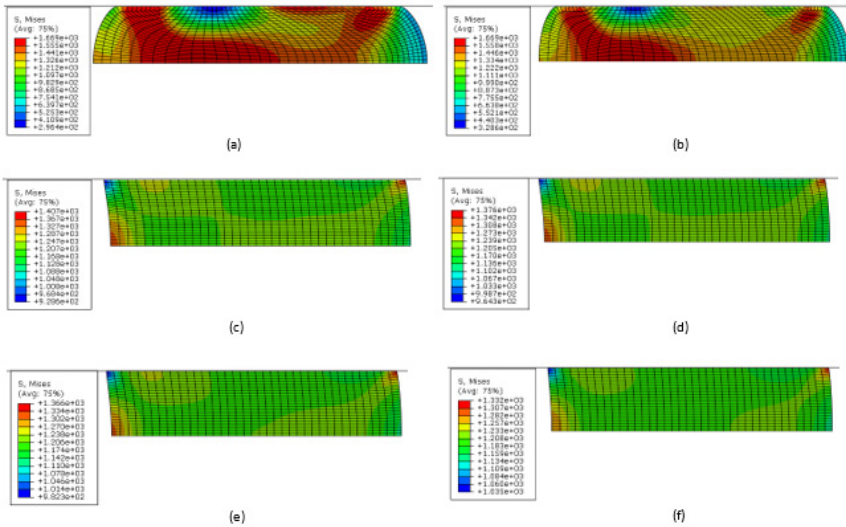 S, Mises
(Avg: 75%)
+1.669e+03
+1.555e+03
+1.441e+03
+1.326e+03
+1.212e+03
+1.097e+03
+9.829e+02
+8.685e+02
+7.541e+02
+6.397e+02
+5.253e+02
+4.109e+02
+2.964e+02
(a)
S, Mises
(Avg: 75%)
+1.669e+03
+1.558e+03
+1.446e+03
+1.334e+03
+1.222e+03
+1.111e+03
+9.990e+02
+8.873e+02
+7.755e+02
+6.638e+02
+5.521e+02
+4.403e+02
+3.286e+02
(b)
S, Mises
(Avg: 75%)
+1.407e+03
+1.367e+03
+1.327e+03
+1.287e+03
+1.247e+03
+1.207e+03
+1.168e+03
+1.128e+03
+1.088e+03
+1.048e+03
+1.008e+03
+9.684e+02
+9.286e+02
(c)
S, Mises
(Avg: 75%)
+1.376e+03
+1.342e+03
+1.308e+03
+1.273e+03
+1.239e+03
+1.205e+03
+1.170e+03
+1.136e+03
+1.102e+03
+1.067e+03
+1.033e+03
+9.987e+02
+9.643e+02
(d)
S, Mises
(Avg: 75%)
+1.366e+03
+1.334e+03
+1.302e+03
+1.270e+03
+1.238e+03
+1.206e+03
+1.174e+03
+1.142e+03
+1.110e+03
+1.078e+03
+1.046e+03
+1.014e+03
+9.823e+02
(e)
S, Mises
(Avg: 75%)
+1.332e+03
+1.307e+03
+1.282e+03
+1.257e+03
+1.233e+03
+1.208e+03
+1.183e+03
+1.159e+03
+1.134e+03
+1.109e+03
+1.084e+03
+1.060e+03
+1.035e+03
(f)